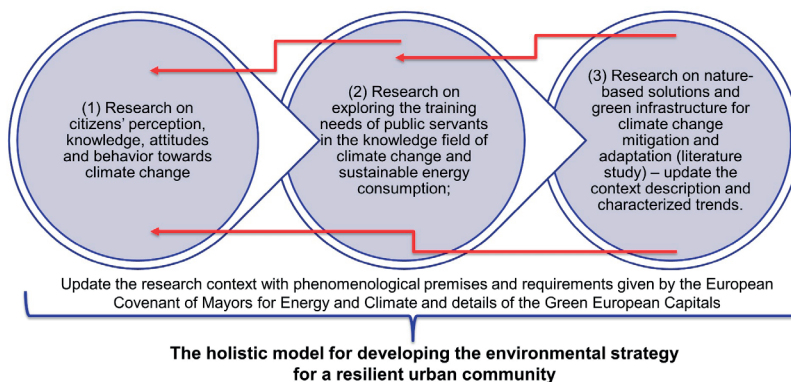 (1) Research on
citizens' perception,
knowledge, attitudes
and behavior towards
climate change
(2) Research on
exploring the training
needs of public servants
in the knowledge field of
climate change and
sustainable energy
consumption;
(3) Research on nature-
based solutions and
green infrastructure for
climate change
mitigation and
adaptation (literature
study) – update the
context description and
characterized trends.
Update the research context with phenomenological premises and requirements given by the European
Covenant of Mayors for Energy and Climate and details of the Green European Capitals
The holistic model for developing the environmental strategy
for a resilient urban community